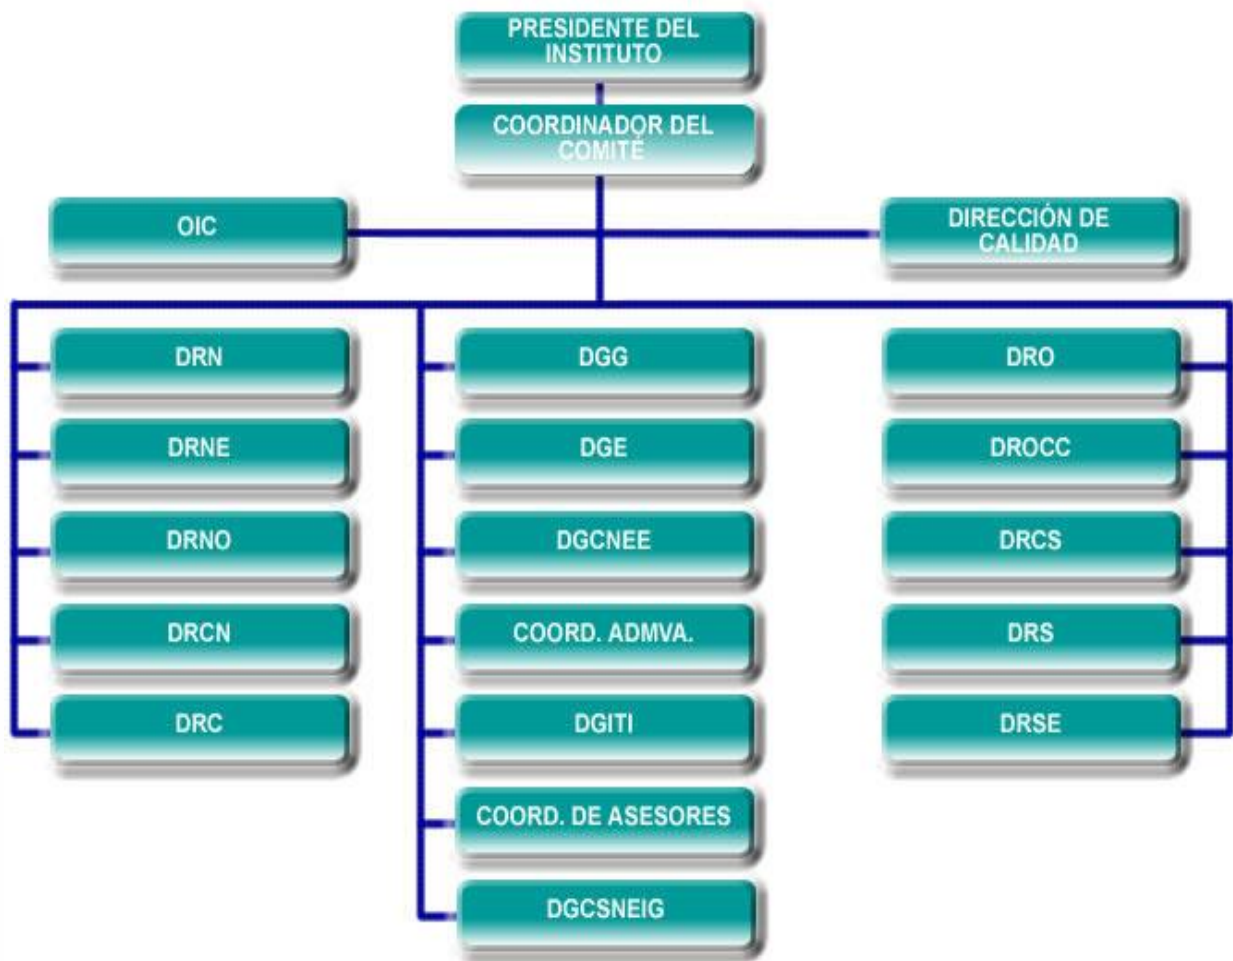 PRESIDENTE DEL
INSTITUTO
COORDINADOR DEL
COMITÉ
OIC
DIRECCIÓN DE
CALIDAD
DRN
DGG
DRO
DRNE
DGE
DROCC
DRNO
DGCNEE
DRCS
DRCN
COORD. ADMVA.
DRS
DRC
DGITI
DRSE
COORD. DE ASESORES
DGCSNEIG